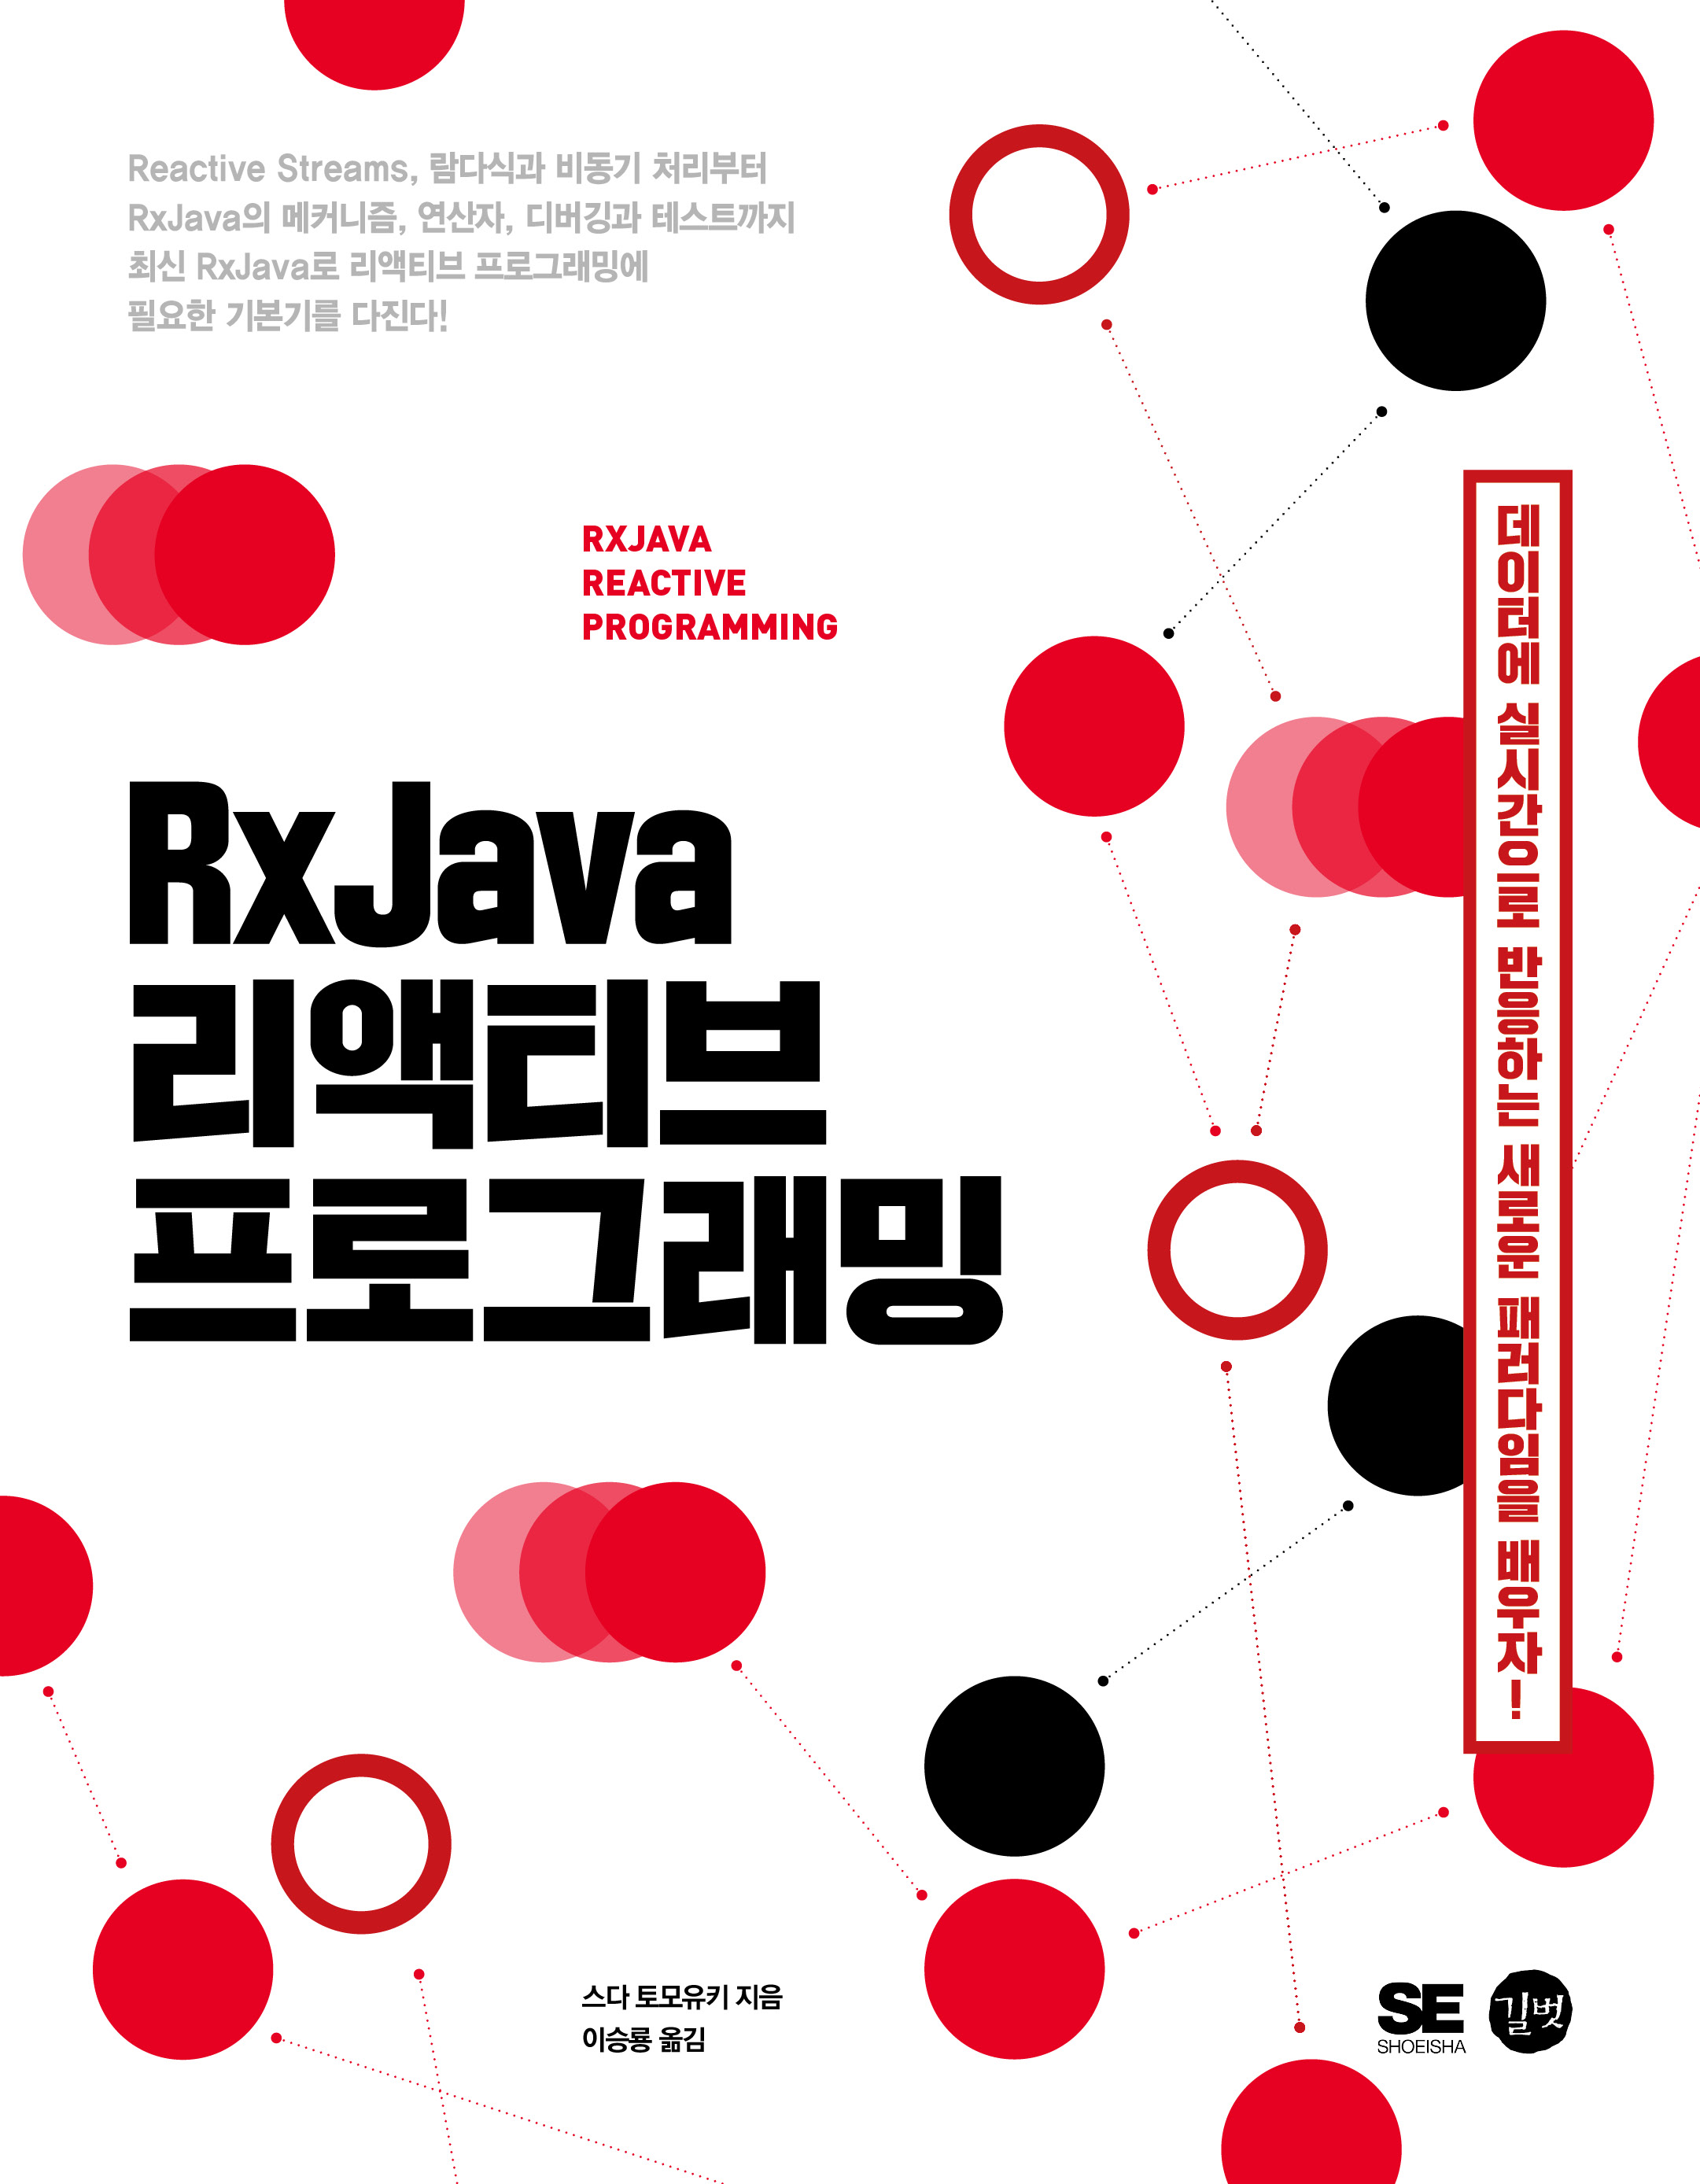 Reactive Streams, 람다식과 비동기 처리부터
RxJava의 메커니즘, 연산자, 디버깅과 테스트까지
최신 RxJava로 리액티브 프로그래밍에
필요한 기본기를 다진다!
RXJAVA
REACTIVE
PROGRAMMING
RxJava
리액티브
프로그래밍
데이터에 실시간으로 반응하는 새로운 패러다임을 배우자!
스다 토모유키 지음
이승룡 옮김
SE
SHOEISHA
길벗